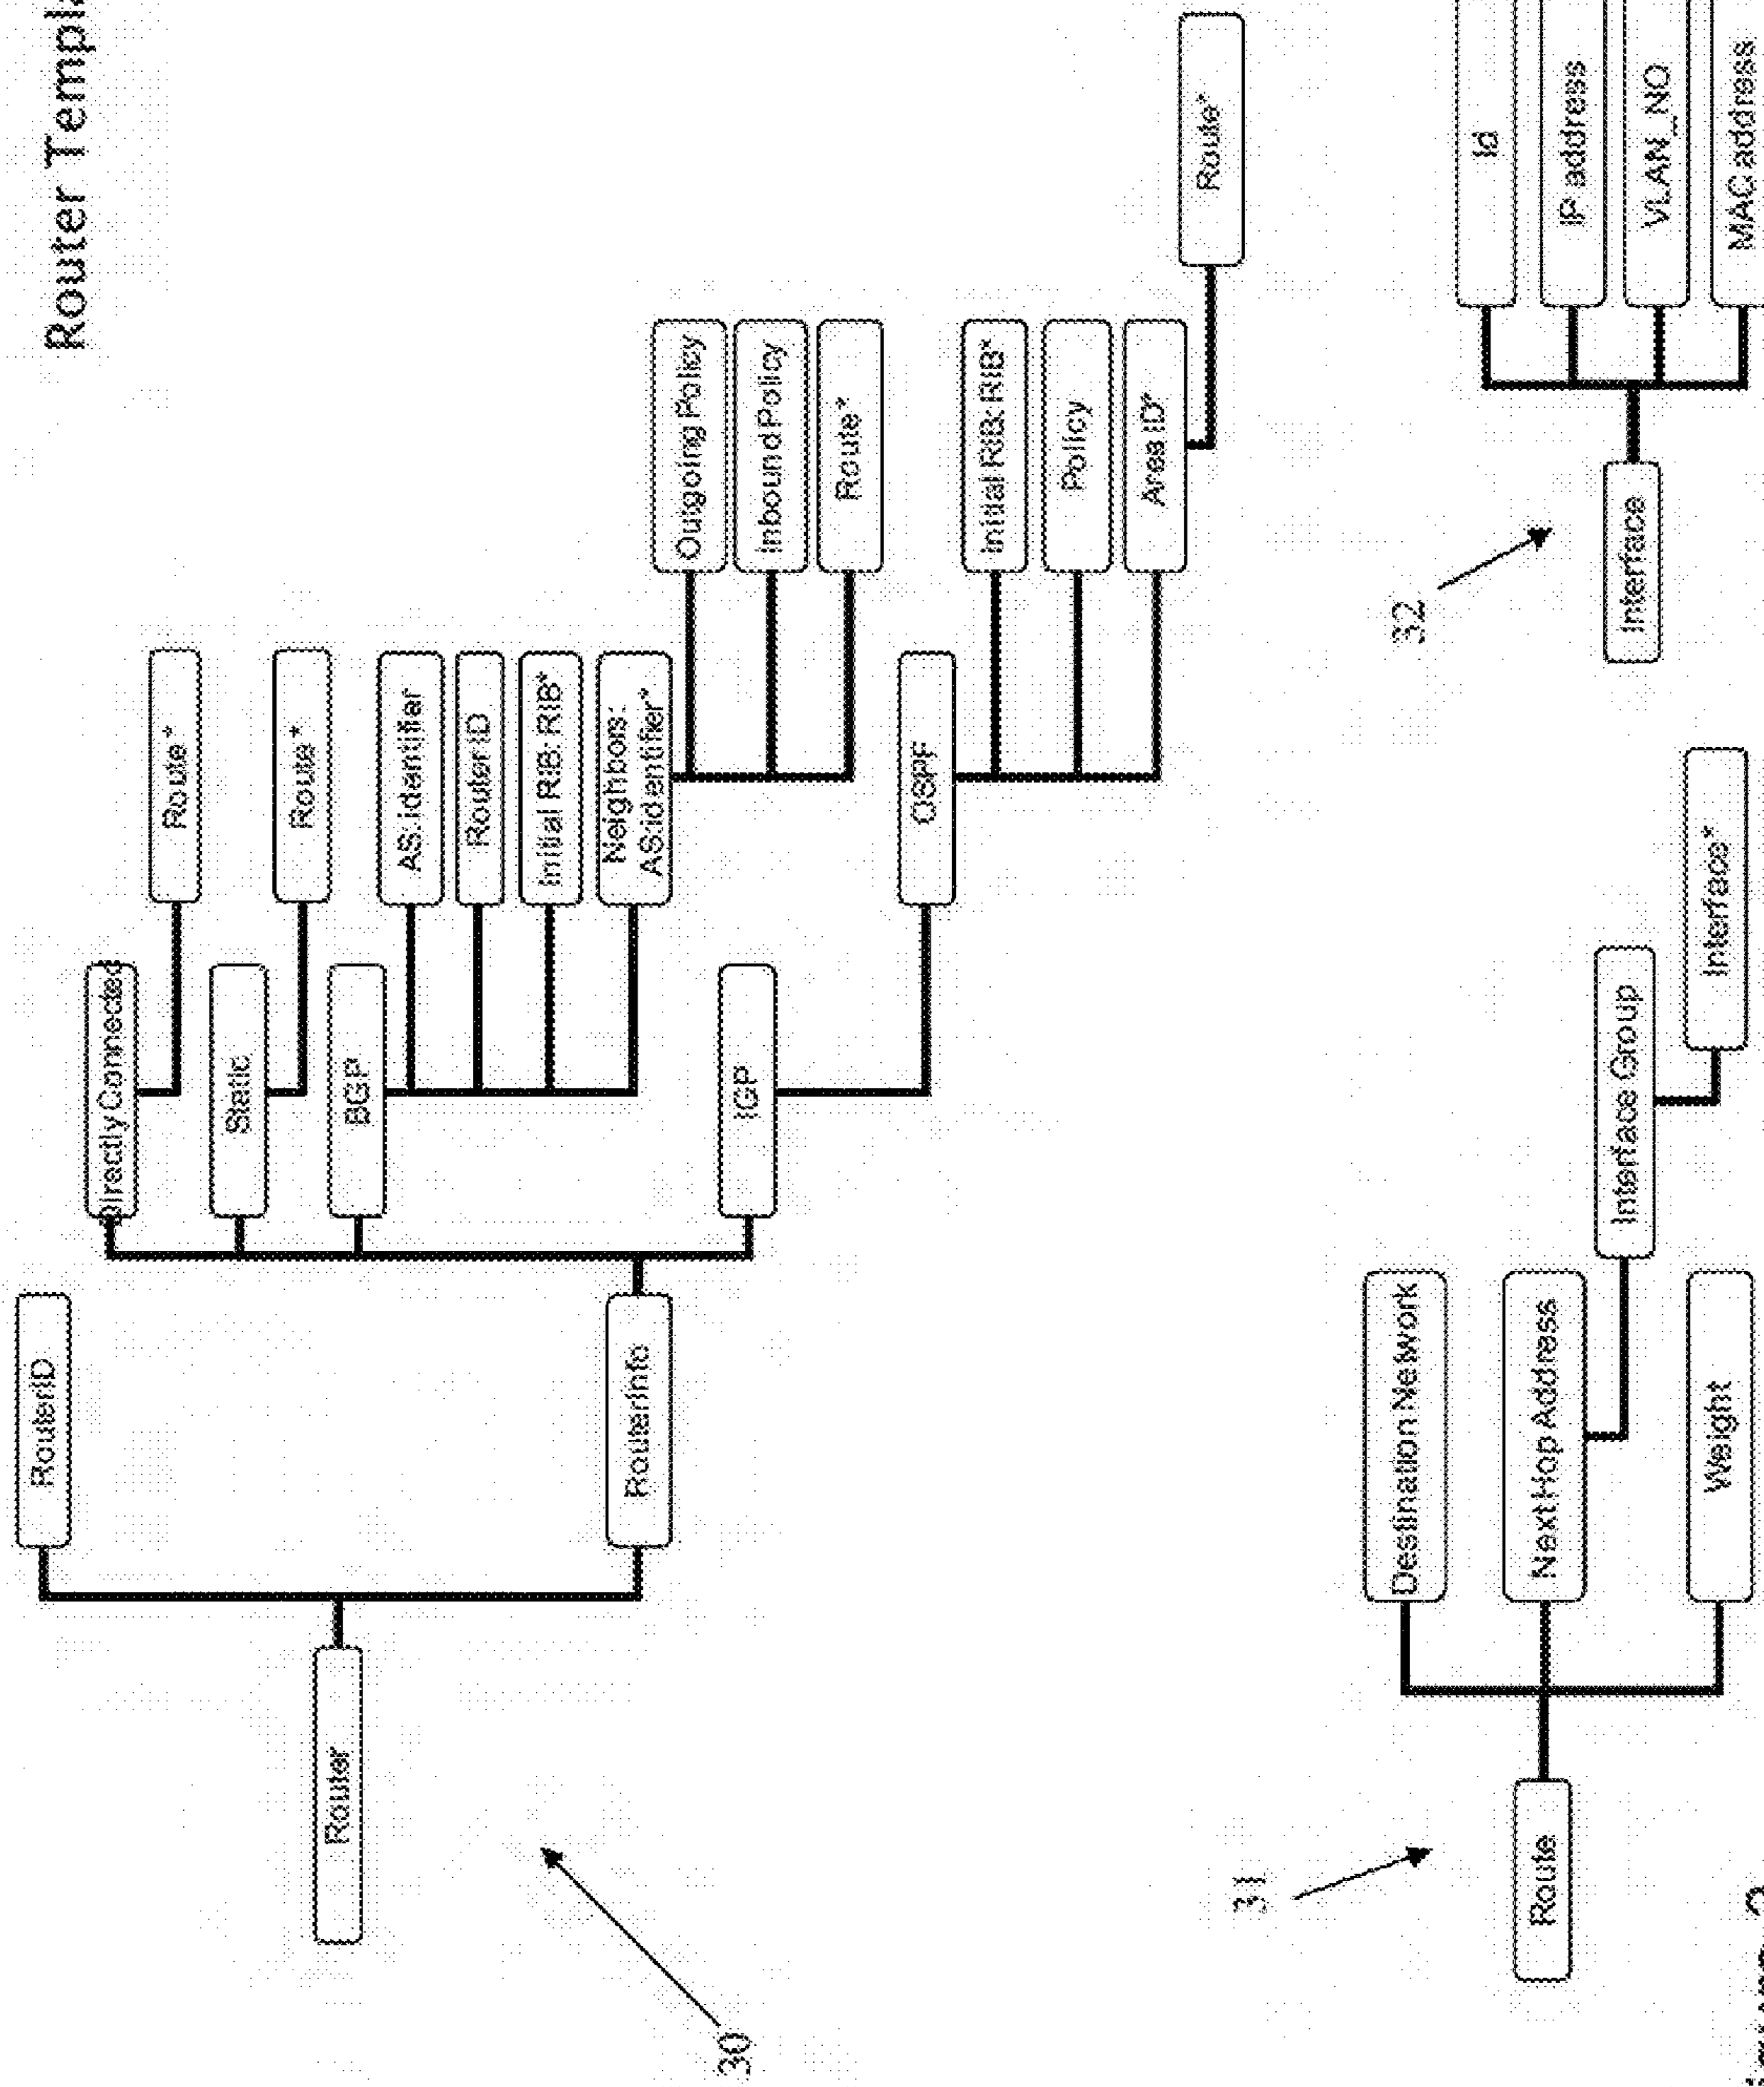 Router
RouterID
RouterInfo
Directly Connected
Route*
Static
Route*
BGP
AS:identifier
Router ID
Initial RIB: RIB*
Neighbors:
AS:identifier*
Outgoing Policy
Inbound Policy
Route*
IGP
OSPF
Initial RIB: RIB*
Policy
Area ID*
Route*
30
31
Route
Destination Network
Next Hop Address
Interface Group
Interface*
Weight
32
Interface
Id
IP address
VLAN_NO
MAC address